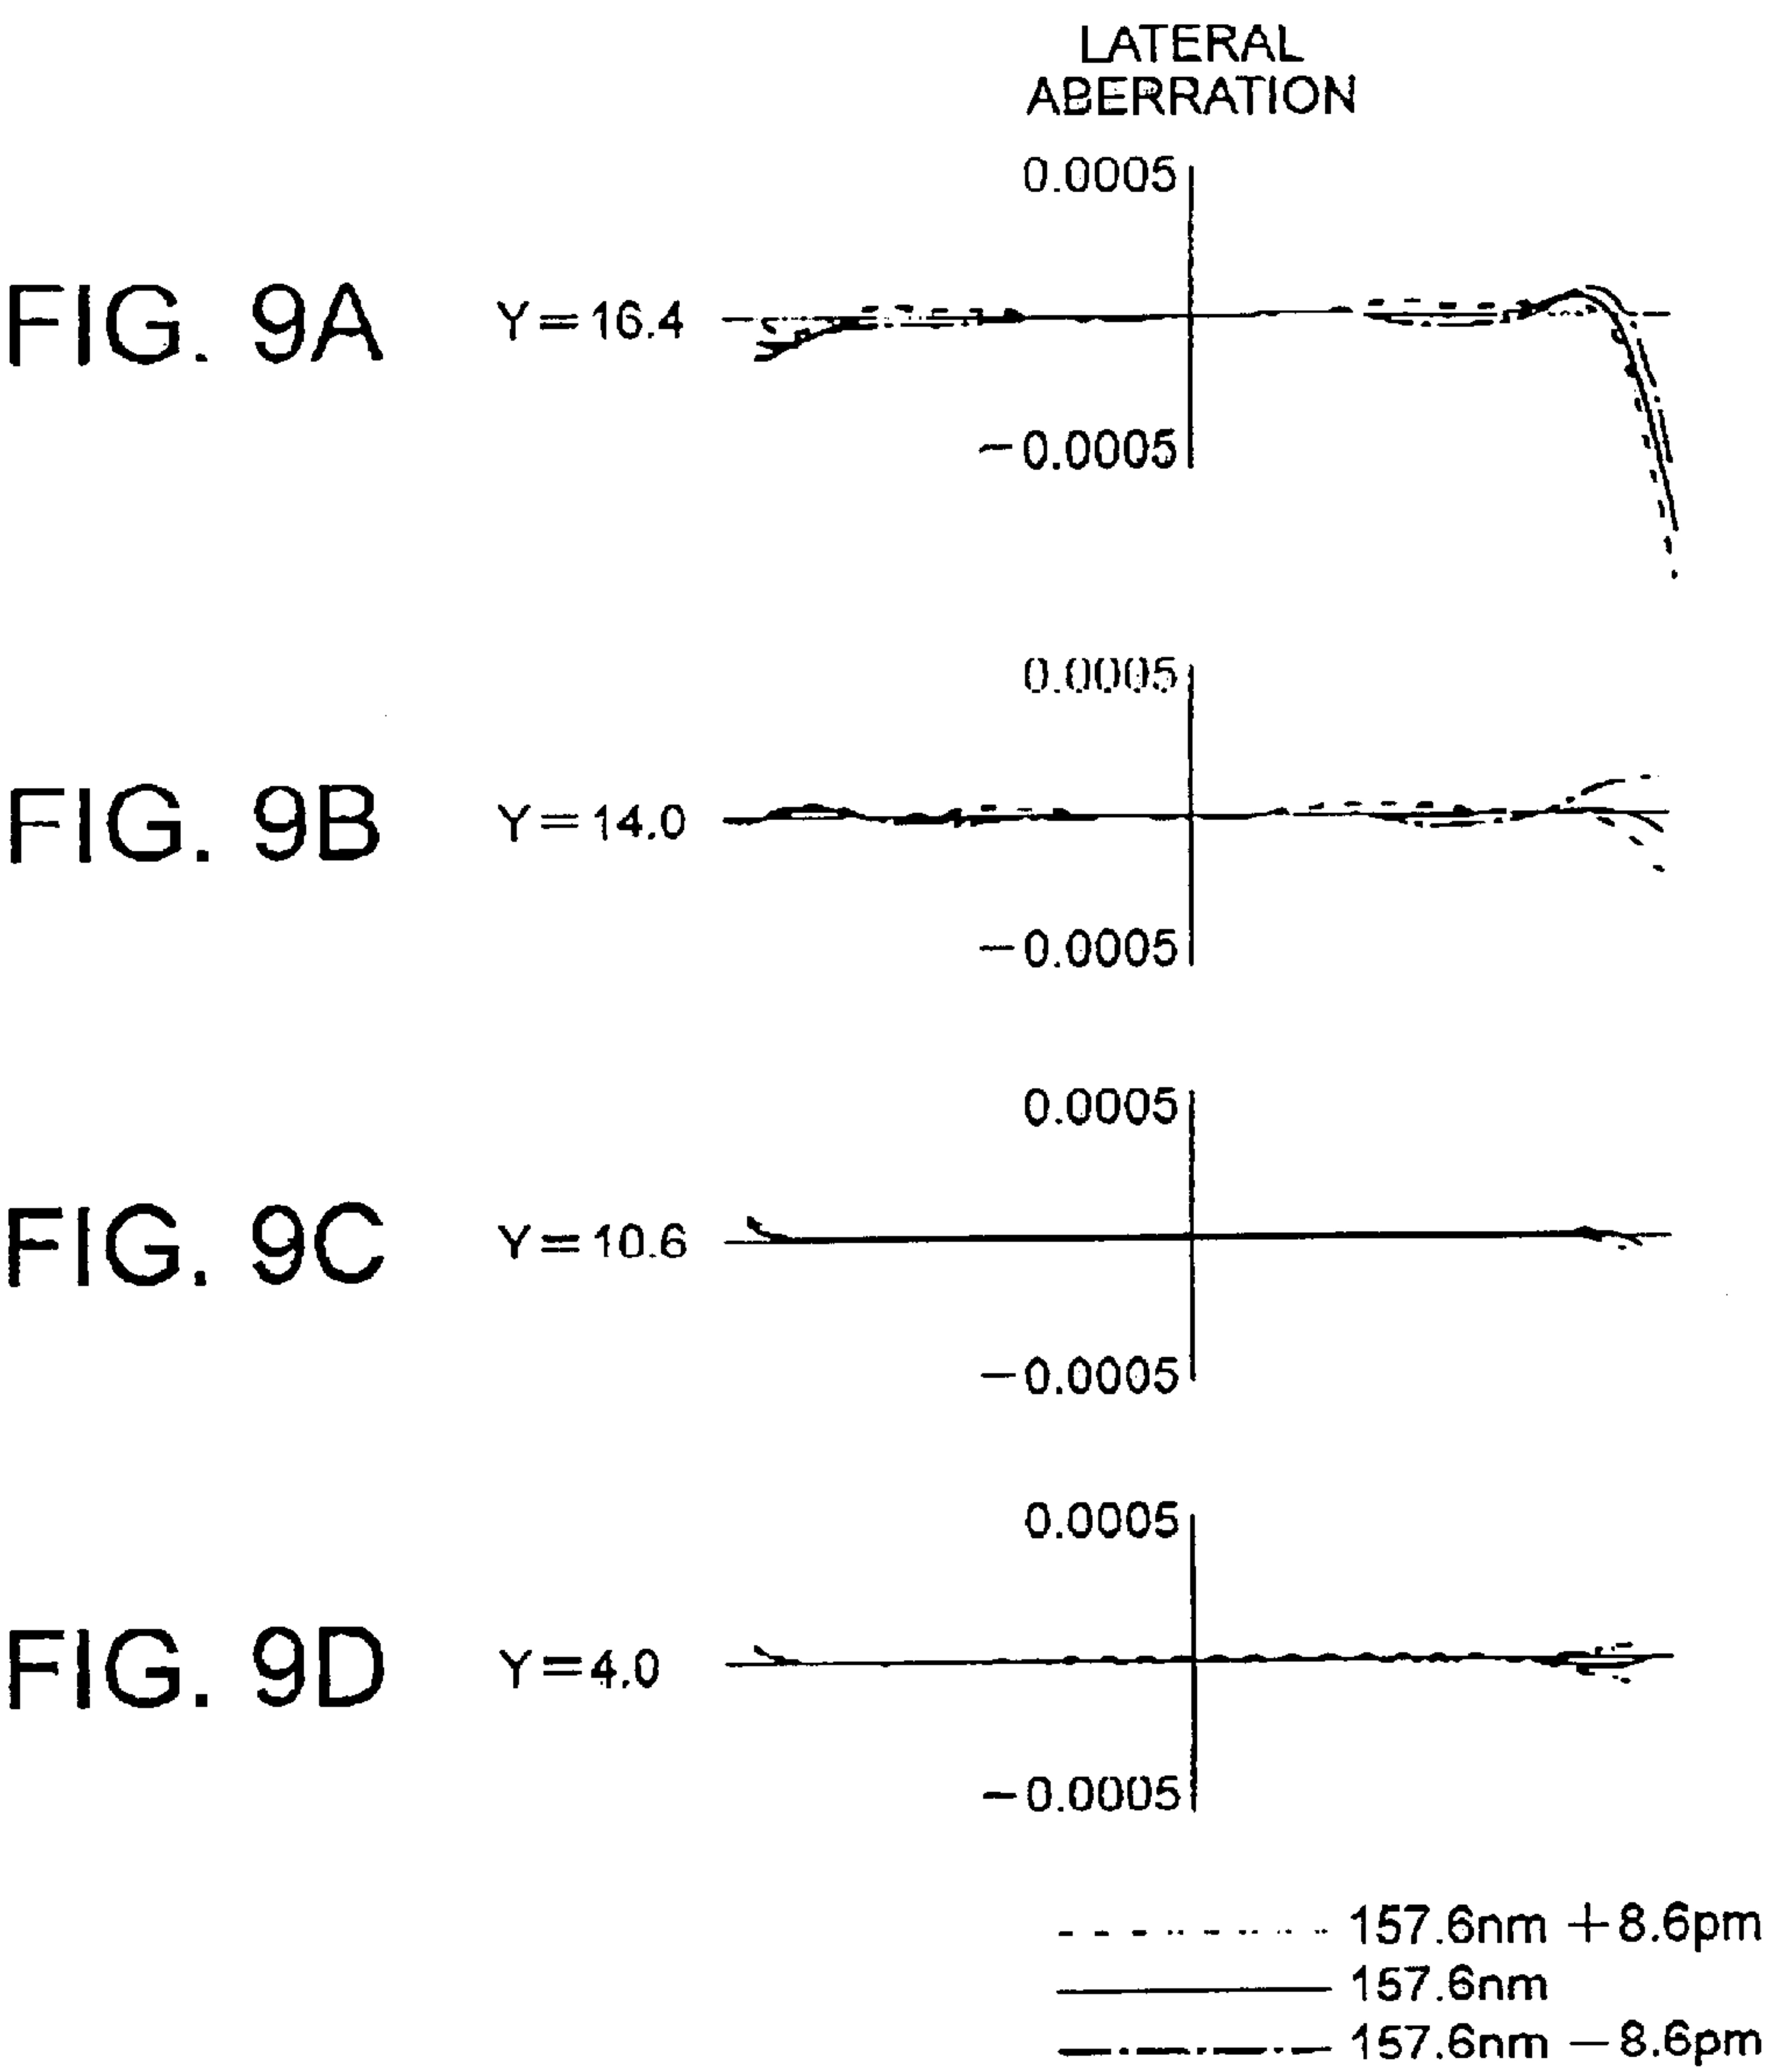 LATERAL
ABERRATION
0.0005
FIG. 9A Y=16.4
−0.0005
0.0005
FIG. 9B Y=14.0
−0.0005
0.0005
FIG. 9C Y=10.6
−0.0005
0.0005
FIG. 9D Y=4.0
−0.0005
157.6nm +8.6pm
157.6nm
157.6nm −8.6pm